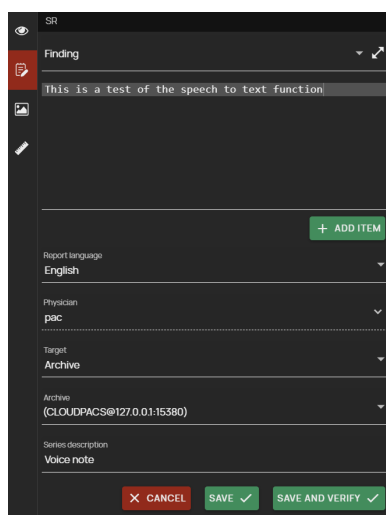 SR
Finding
This is a test of the speech to text function
+ ADD ITEM
Report language
English
Physician
pac
Target
Archive
Archive
(CLOUDPACS@127.0.0.1:15380)
Series description
Voice note
CANCEL SAVE SAVE AND VERIFY